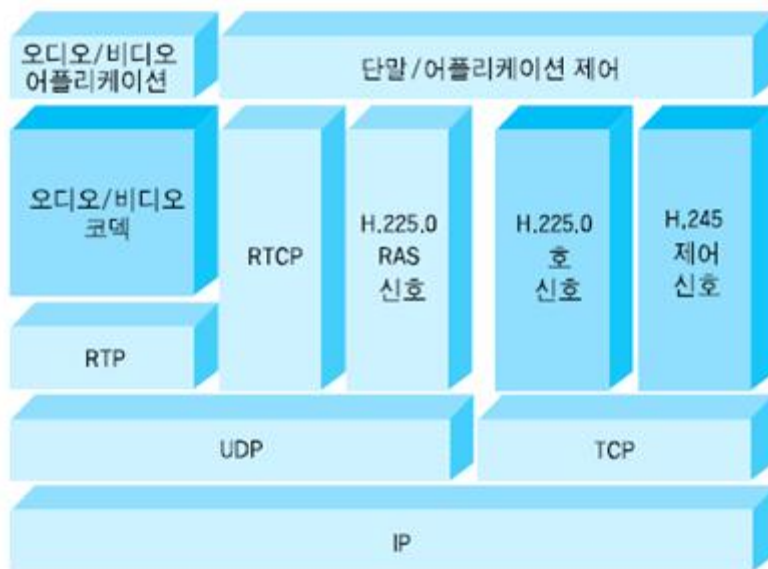 오디오/비디오
어플리케이션
단말/어플리케이션 제어
오디오/비디오
코덱
RTP
RTCP
H.225.0
RAS
신호
H.225.0
호
신호
H.245
제어
신호
UDP
TCP
IP